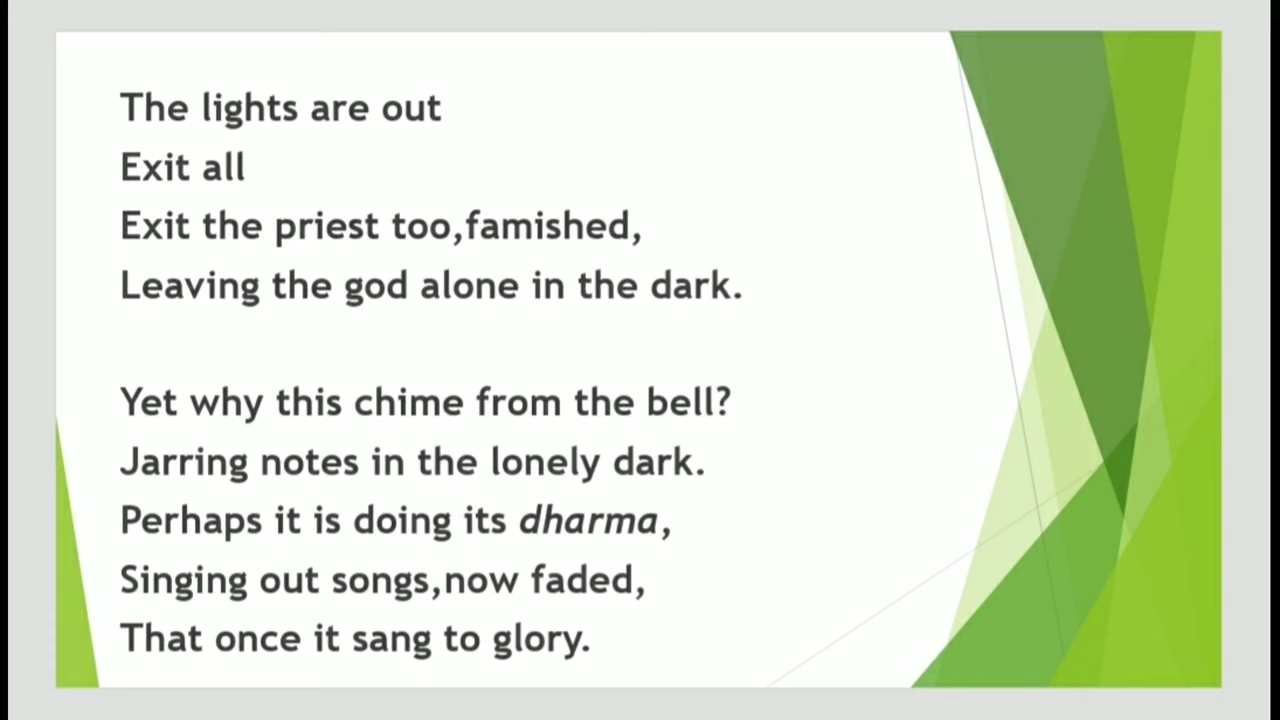 The lights are out
Exit all
Exit the priest too,famished,
Leaving the god alone in the dark.
Yet why this chime from the bell?
Jarring notes in the lonely dark.
Perhaps it is doing its dharma,
Singing out songs,now faded,
That once it sang to glory.